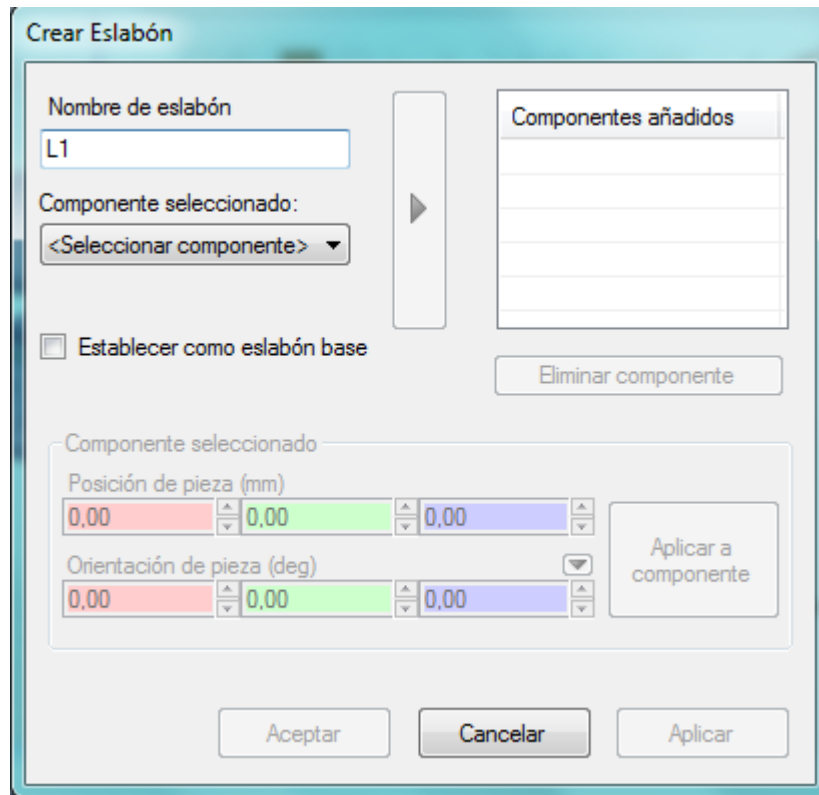 Crear Eslabón
Nombre de eslabón
L1
Componente seleccionado:
<Seleccionar componente>
Establecer como eslabón base
Componentes añadidos
Eliminar componente
Componente seleccionado
Posición de pieza (mm)
0,00 0,00 0,00
Orientación de pieza (deg)
0,00 0,00 0,00
Aplicar a
componente
Aceptar Cancelar Aplicar